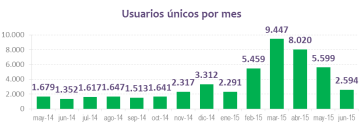 Usuarios únicos por mes
10.000
8.000
6.000
4.000
2.000
0
1.679 1.352 1.617 1.647 1.513 1.641 2.317 3.312 2.291 5.459 9.447 8.020 5.599 2.594
may-14 jun-14 jul-14 ago-14 sep-14 oct-14 nov-14 dic-14 ene-15 feb-15 mar-15 abr-15 may-15 jun-15